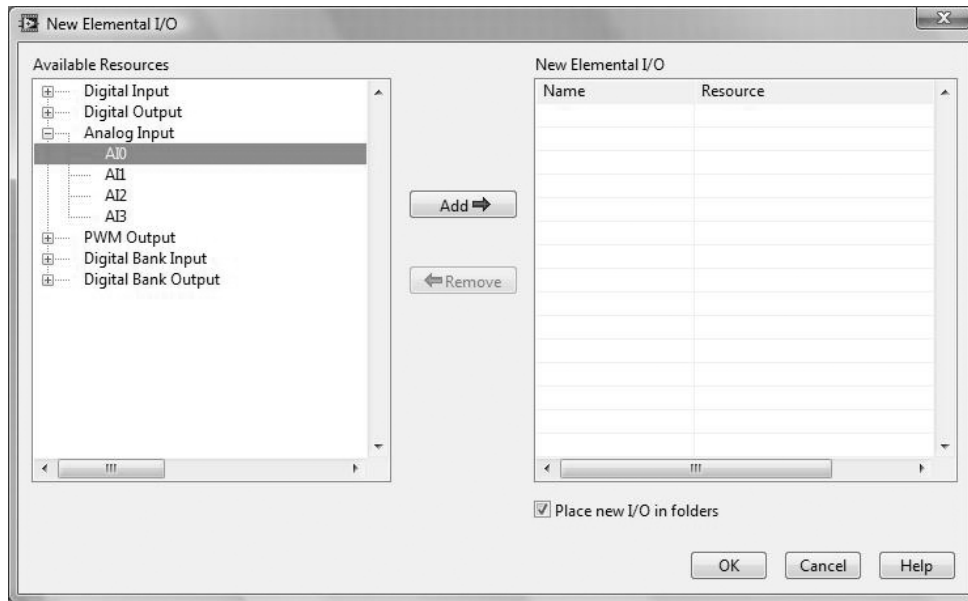 New Elemental I/O
Available Resources
Digital Input
Digital Output
Analog Input
AI0
AI1
AI2
AI3
PWM Output
Digital Bank Input
Digital Bank Output
Add
Remove
New Elemental I/O
Name Resource
Place new I/O in folders
OK Cancel Help